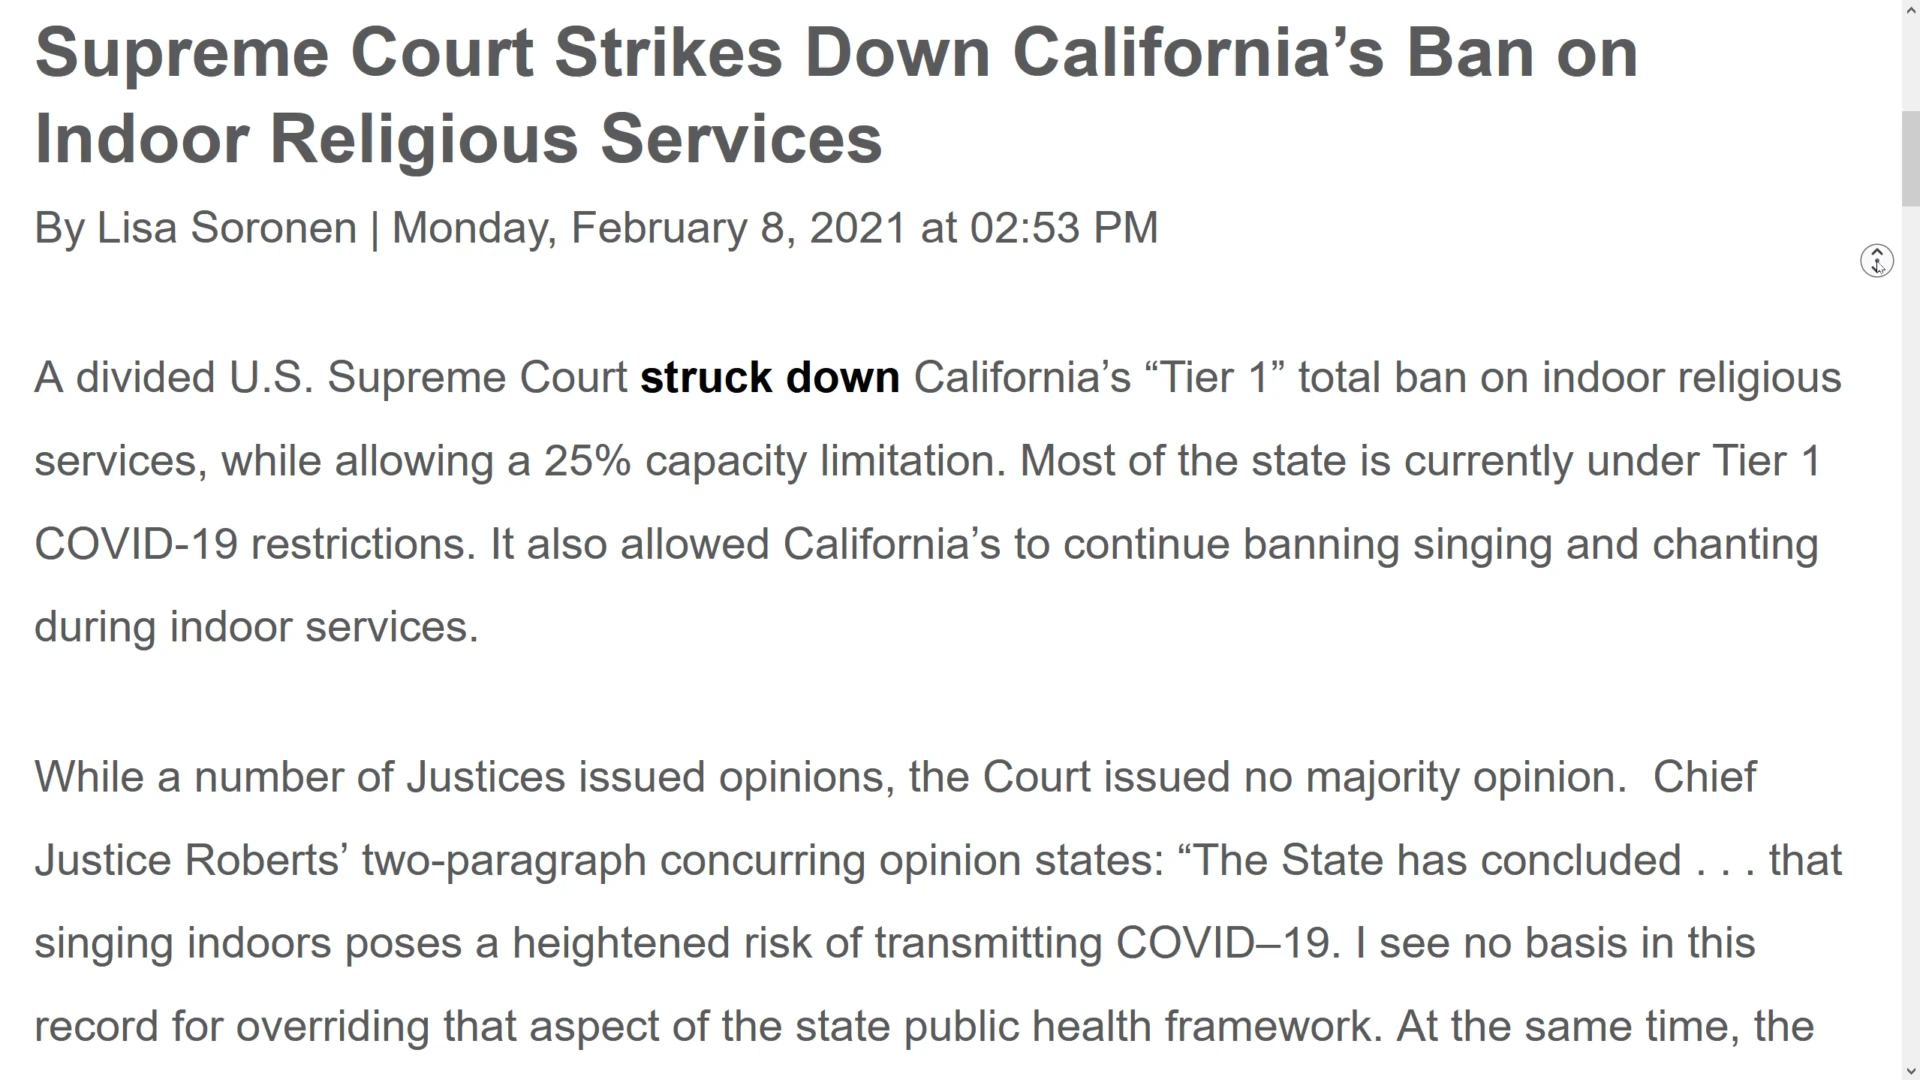 Supreme Court Strikes Down California’s Ban on
Indoor Religious Services
By Lisa Soronen | Monday, February 8, 2021 at 02:53 PM
A divided U.S. Supreme Court struck down California’s “Tier 1” total ban on indoor religious
services, while allowing a 25% capacity limitation. Most of the state is currently under Tier 1
COVID-19 restrictions. It also allowed California’s to continue banning singing and chanting
during indoor services.
While a number of Justices issued opinions, the Court issued no majority opinion.  Chief
Justice Roberts’ two-paragraph concurring opinion states: “The State has concluded . . . that
singing indoors poses a heightened risk of transmitting COVID–19. I see no basis in this
record for overriding that aspect of the state public health framework. At the same time, the